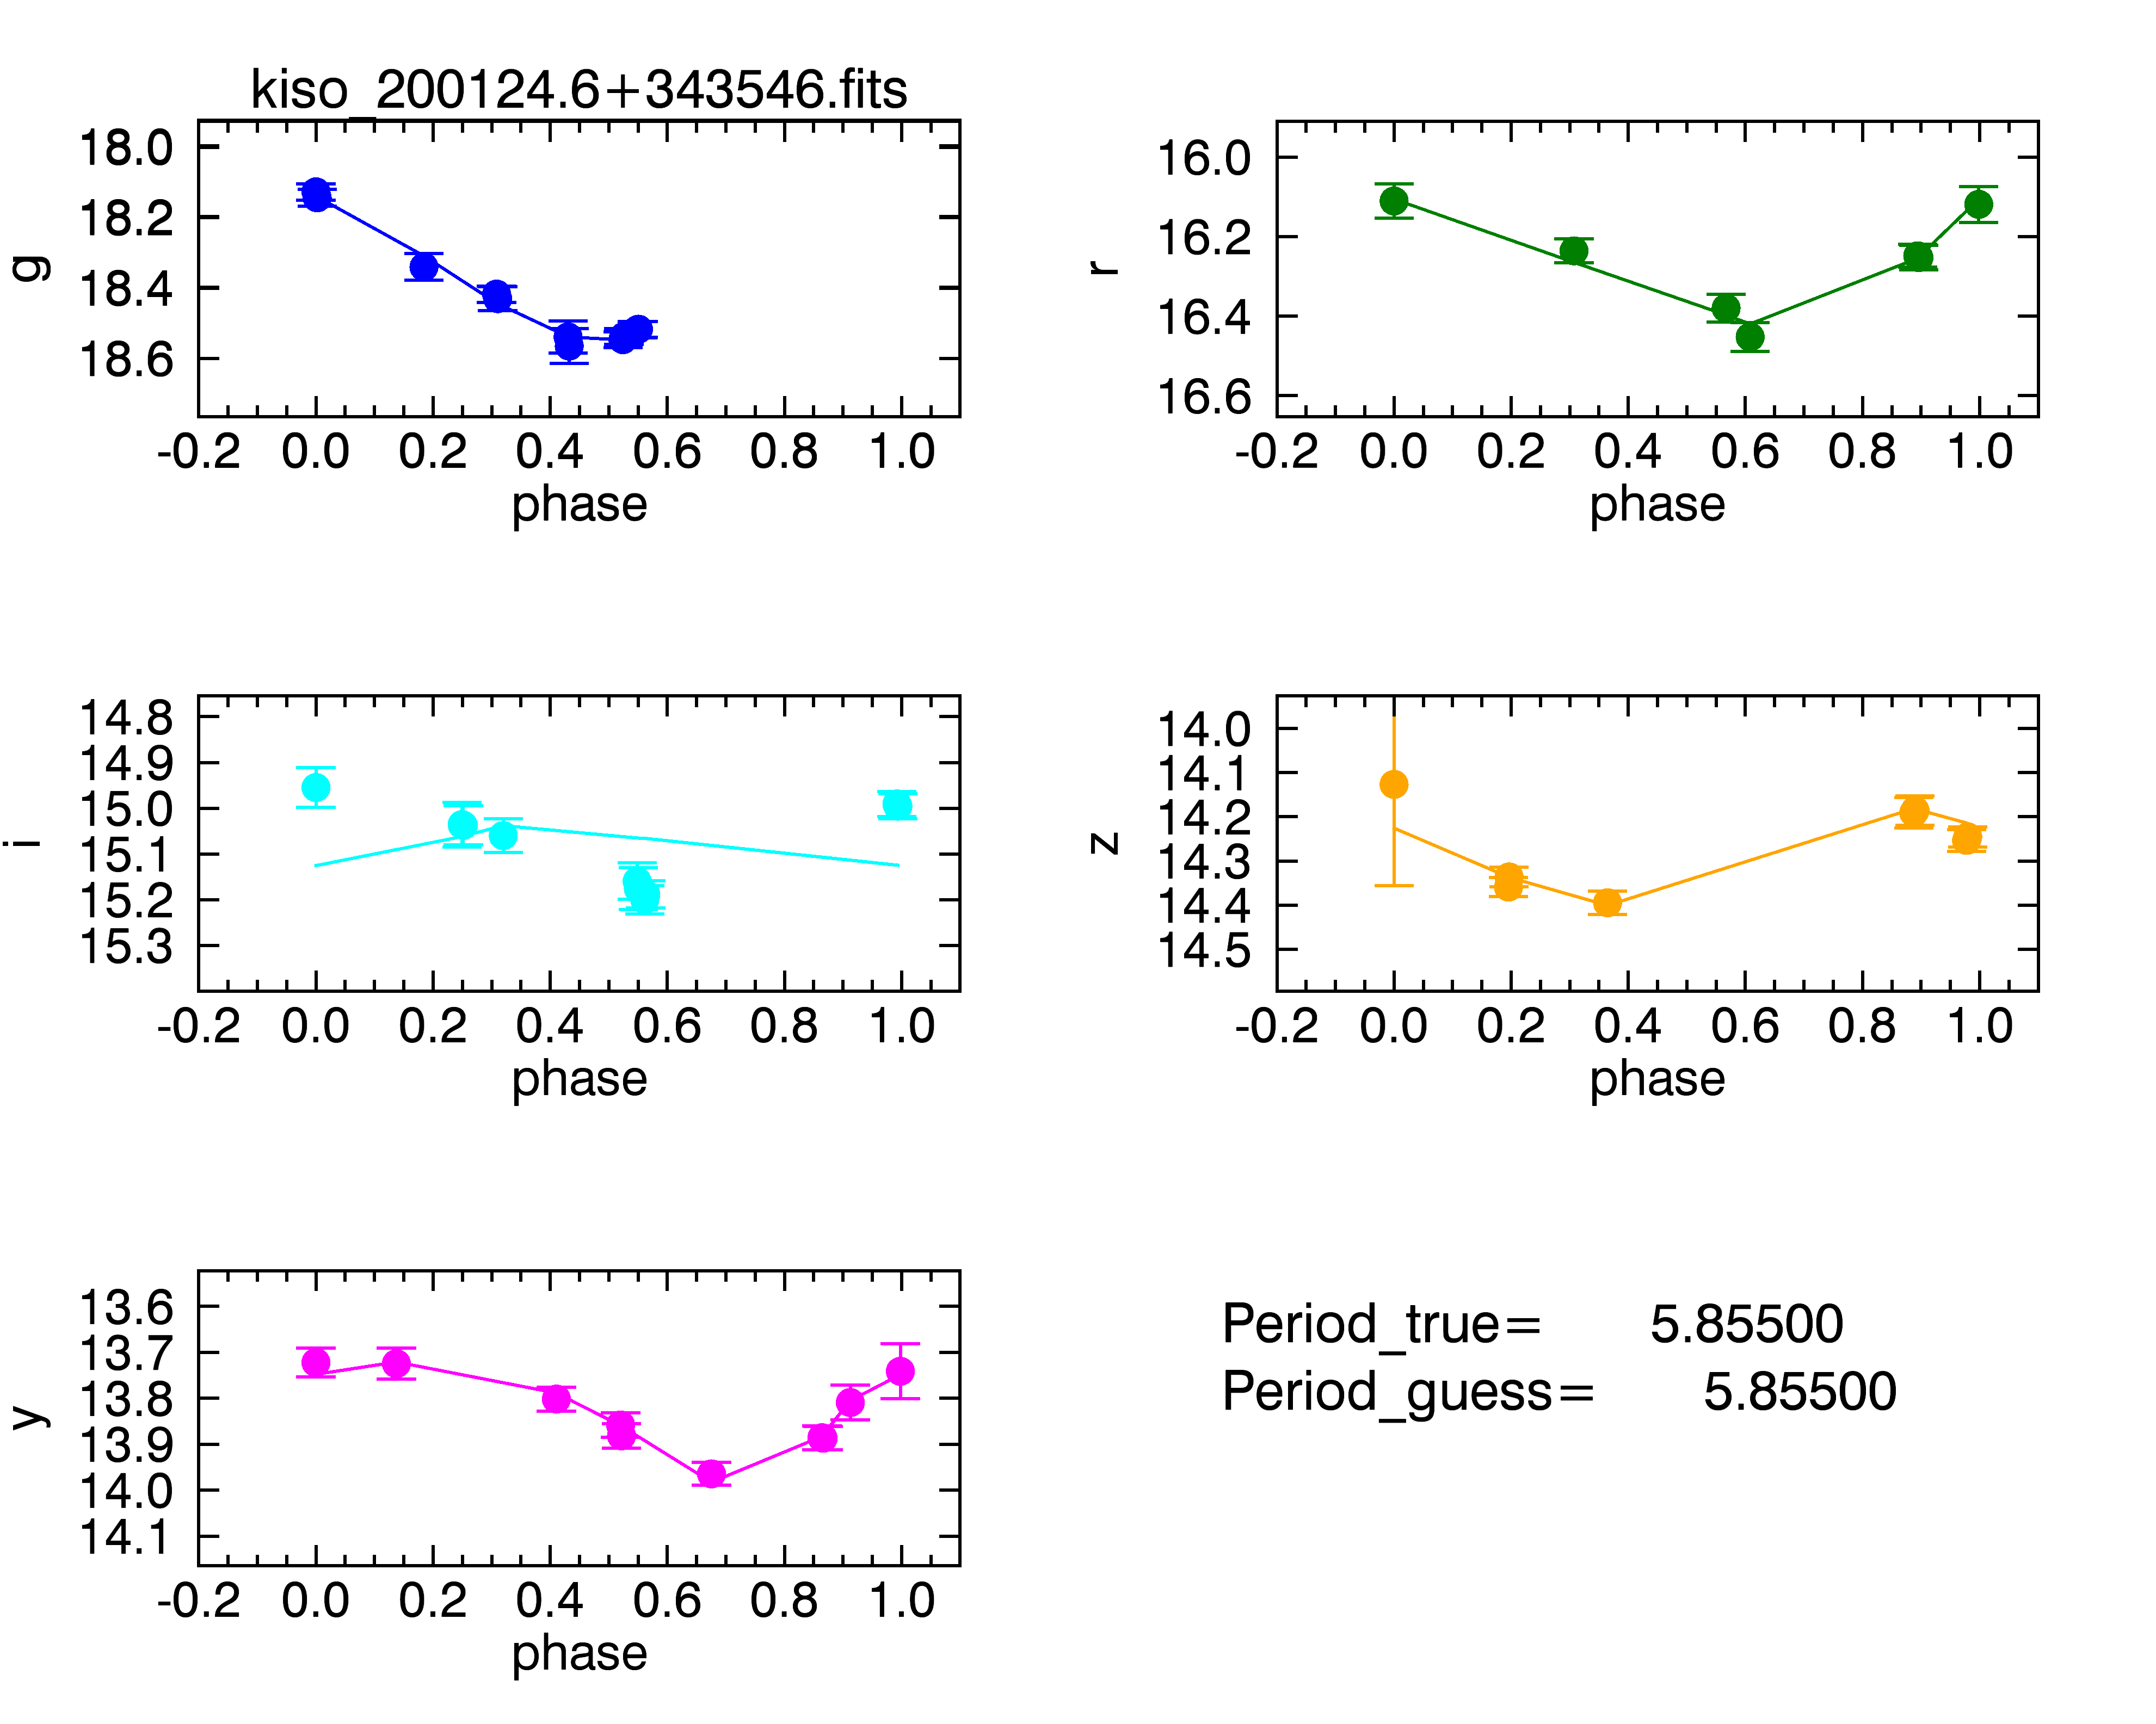 kiso_200124.6+343546.fits
g
18.0
18.2
18.4
18.6
-0.2 0.0 0.2 0.4 0.6 0.8 1.0
phase
r
16.0
16.2
16.4
16.6
-0.2 0.0 0.2 0.4 0.6 0.8 1.0
phase
i
14.8
14.9
15.0
15.1
15.2
15.3
-0.2 0.0 0.2 0.4 0.6 0.8 1.0
phase
z
14.0
14.1
14.2
14.3
14.4
14.5
-0.2 0.0 0.2 0.4 0.6 0.8 1.0
phase
y
13.6
13.7
13.8
13.9
14.0
14.1
-0.2 0.0 0.2 0.4 0.6 0.8 1.0
phase
Period_true= 5.85500
Period_guess= 5.85500